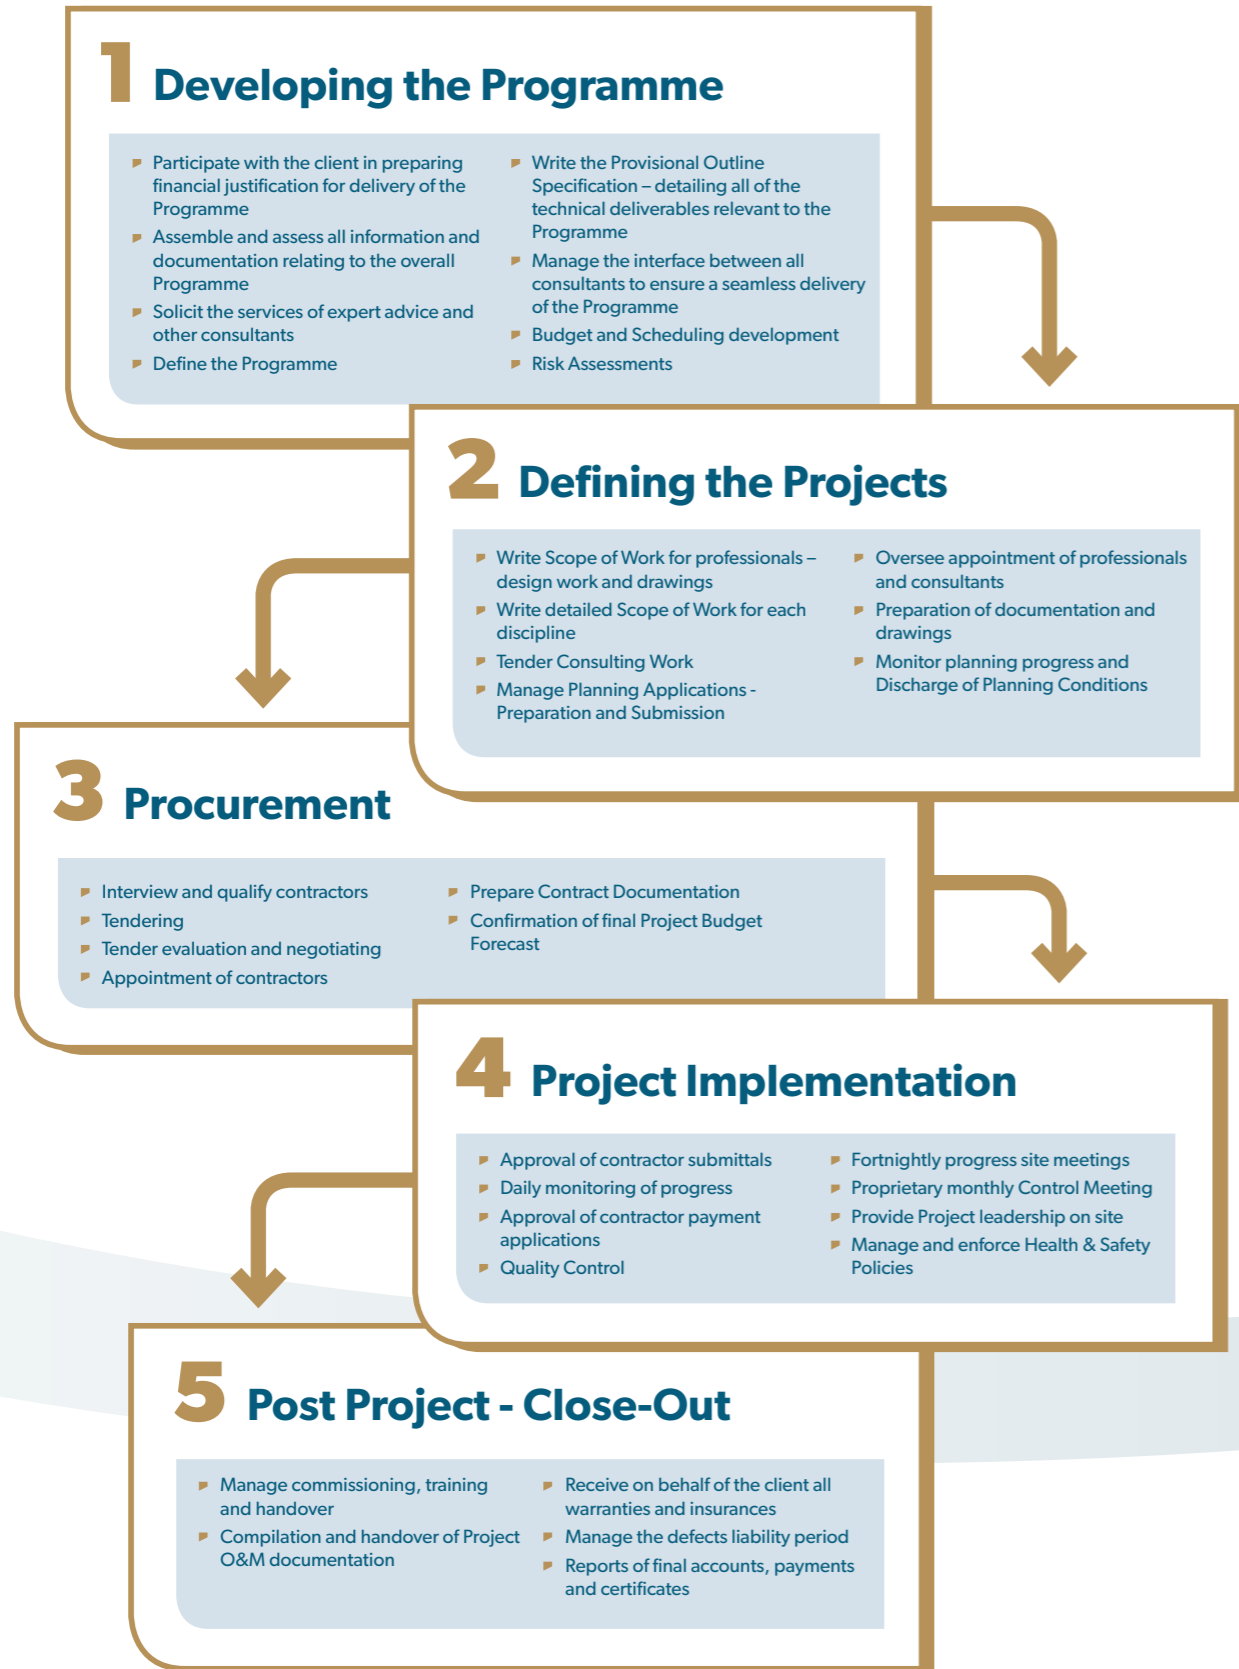 1 Developing the Programme
Participate with the client in preparing
financial justification for delivery of the
Programme
Assemble and assess all information and
documentation relating to the overall
Programme
Solicit the services of expert advice and
other consultants
Define the Programme
Write the Provisional Outline
Specification – detailing all of the
technical deliverables relevant to the
Programme
Manage the interface between all
consultants to ensure a seamless delivery
of the Programme
Budget and Scheduling development
Risk Assessments
2 Defining the Projects
Write Scope of Work for professionals –
design work and drawings
Write detailed Scope of Work for each
discipline
Tender Consulting Work
Manage Planning Applications -
Preparation and Submission
Oversee appointment of professionals
and consultants
Preparation of documentation and
drawings
Monitor planning progress and
Discharge of Planning Conditions
3 Procurement
Interview and qualify contractors
Tendering
Tender evaluation and negotiating
Appointment of contractors
Prepare Contract Documentation
Confirmation of final Project Budget
Forecast
4 Project Implementation
Approval of contractor submittals
Daily monitoring of progress
Approval of contractor payment
applications
Quality Control
Fortnightly progress site meetings
Proprietary monthly Control Meeting
Provide Project leadership on site
Manage and enforce Health & Safety
Policies
5 Post Project - Close-Out
Manage commissioning, training
and handover
Compilation and handover of Project
O&M documentation
Receive on behalf of the client all
warranties and insurances
Manage the defects liability period
Reports of final accounts, payments
and certificates